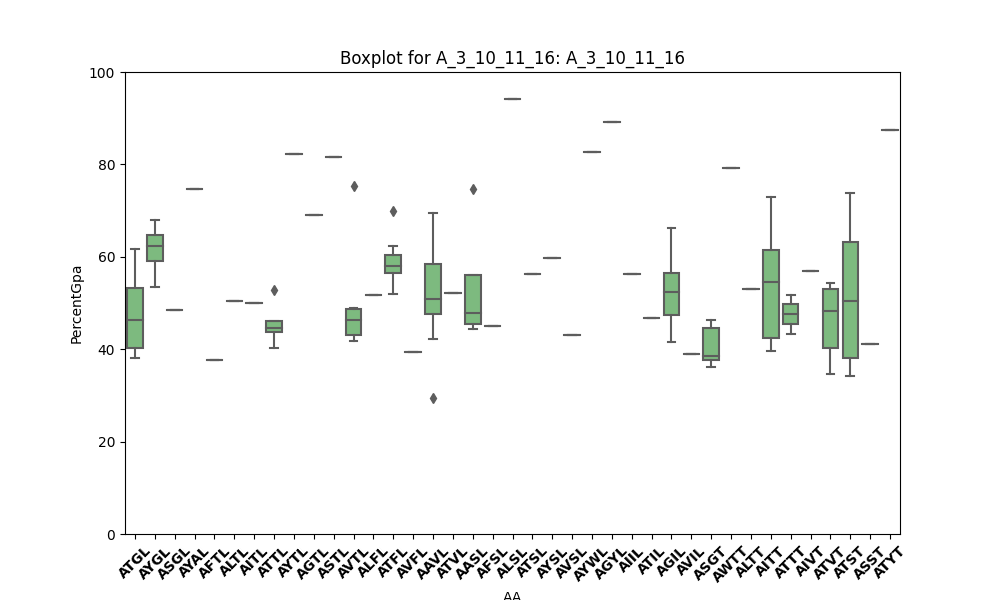 Boxplot for A_3_10_11_16: A_3_10_11_16
100
80
60
40
20
0
PercentGpa
ATGL
AYGL
ASGL
AYAL
AFTL
ALTL
AITL
ATTL
AYTL
AGTL
ASTL
AVTL
ALFL
ATFL
AVFL
AAVL
ATVL
AASL
AFSL
ALSL
ATSL
AYSL
AVSL
AYWL
AGYL
AIIL
ATIL
AGIL
AVIL
ASGT
AWTT
ALTT
AITT
ATTT
AIVT
ATVT
ATST
ASST
ATYT
AA